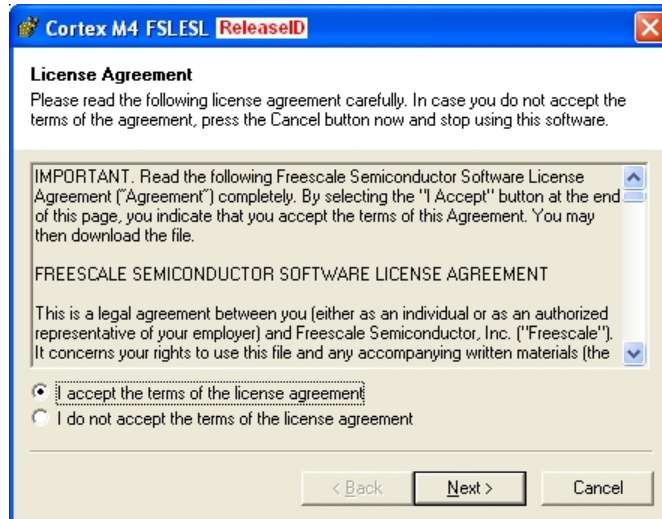 Cortex M4 FSLESL ReleaseID
License Agreement
Please read the following license agreement carefully. In case you do not accept the
terms of the agreement, press the Cancel button now and stop using this software.
IMPORTANT. Read the following Freescale Semiconductor Software License
Agreement ("Agreement") completely. By selecting the "I Accept" button at the end
of this page, you indicate that you accept the terms of this Agreement. You may
then download the file.
FREESCALE SEMICONDUCTOR SOFTWARE LICENSE AGREEMENT
This is a legal agreement between you (either as an individual or as an authorized
representative of your employer) and Freescale Semiconductor, Inc. ("Freescale").
It concerns your rights to use this file and any accompanying written materials (the
I accept the terms of the license agreement
I do not accept the terms of the license agreement
< Back
Next >
Cancel